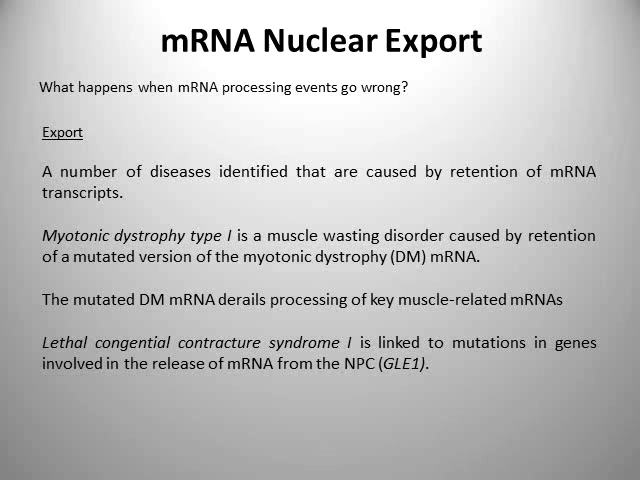 mRNA Nuclear Export
What happens when mRNA processing events go wrong?
Export
A number of diseases identified that are caused by retention of mRNA
transcripts.
Myotonic dystrophy type I is a muscle wasting disorder caused by retention
of a mutated version of the myotonic dystrophy (DM) mRNA.
The mutated DM mRNA derails processing of key muscle-related mRNAs
Lethal congential contracture syndrome I is linked to mutations in genes
involved in the release of mRNA from the NPC (GLE1).